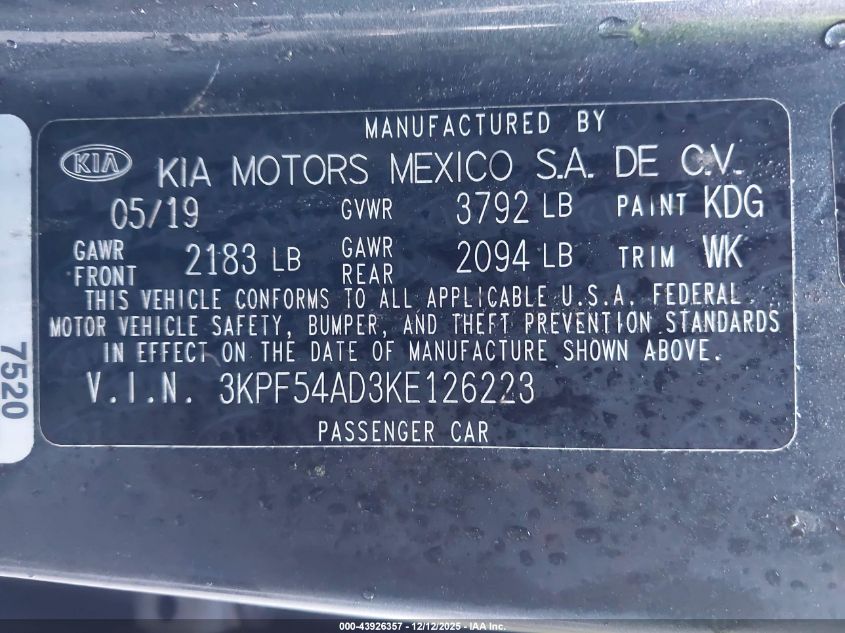 MANUFACTURED BY
KIA KIA MOTORS MEXICO S.A. DE C.V.
05/19 GVWR 3792 LB PAINT KDG
GAWR FRONT 2183 LB GAWR REAR 2094 LB TRIM WK
THIS VEHICLE CONFORMS TO ALL APPLICABLE U.S.A. FEDERAL
MOTOR VEHICLE SAFETY, BUMPER, AND THEFT PREVENTION STANDARDS
IN EFFECT ON THE DATE OF MANUFACTURE SHOWN ABOVE.
V.I.N. 3KPF54AD3KE126223
PASSENGER CAR
7520
000-43926357 - 12/12/2025 - IAA Inc.